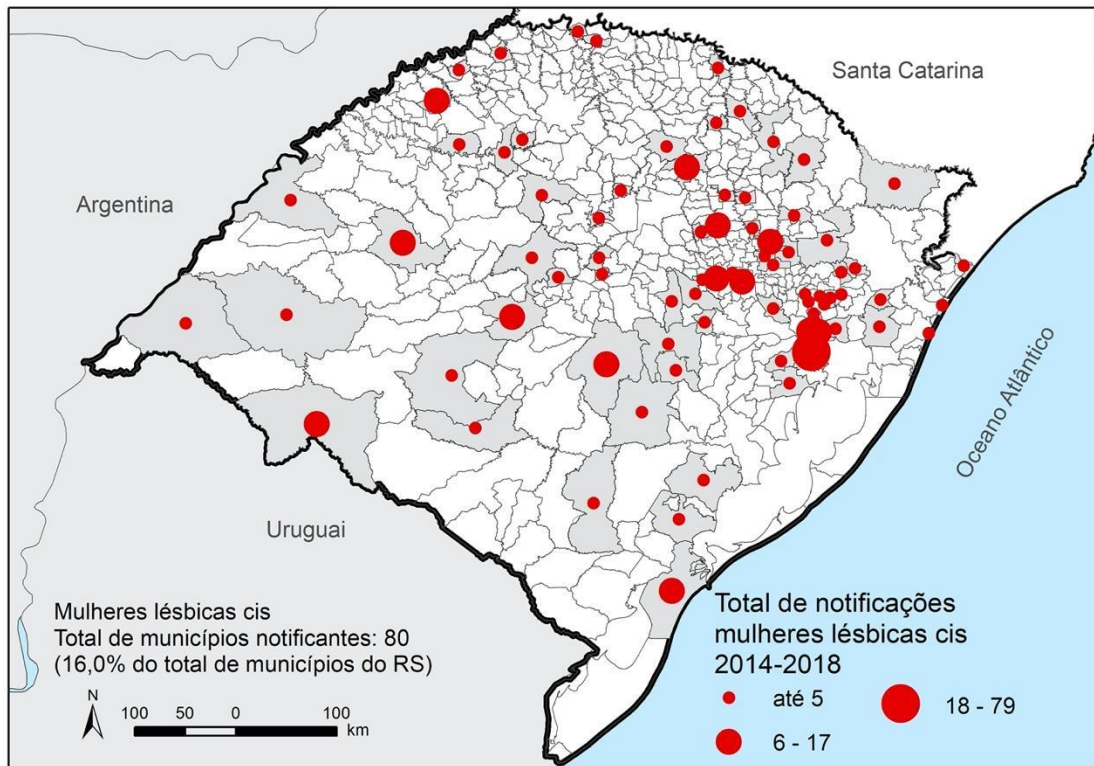 Santa Catarina
Argentina
Oceano Atlântico
Uruguai
Mulheres lésbicas cis
Total de municípios notificantes: 80
(16,0% do total de municípios do RS)
N
100 50 0 100
km
Total de notificações
mulheres lésbicas cis
2014-2018
até 5
18 - 79
6 - 17